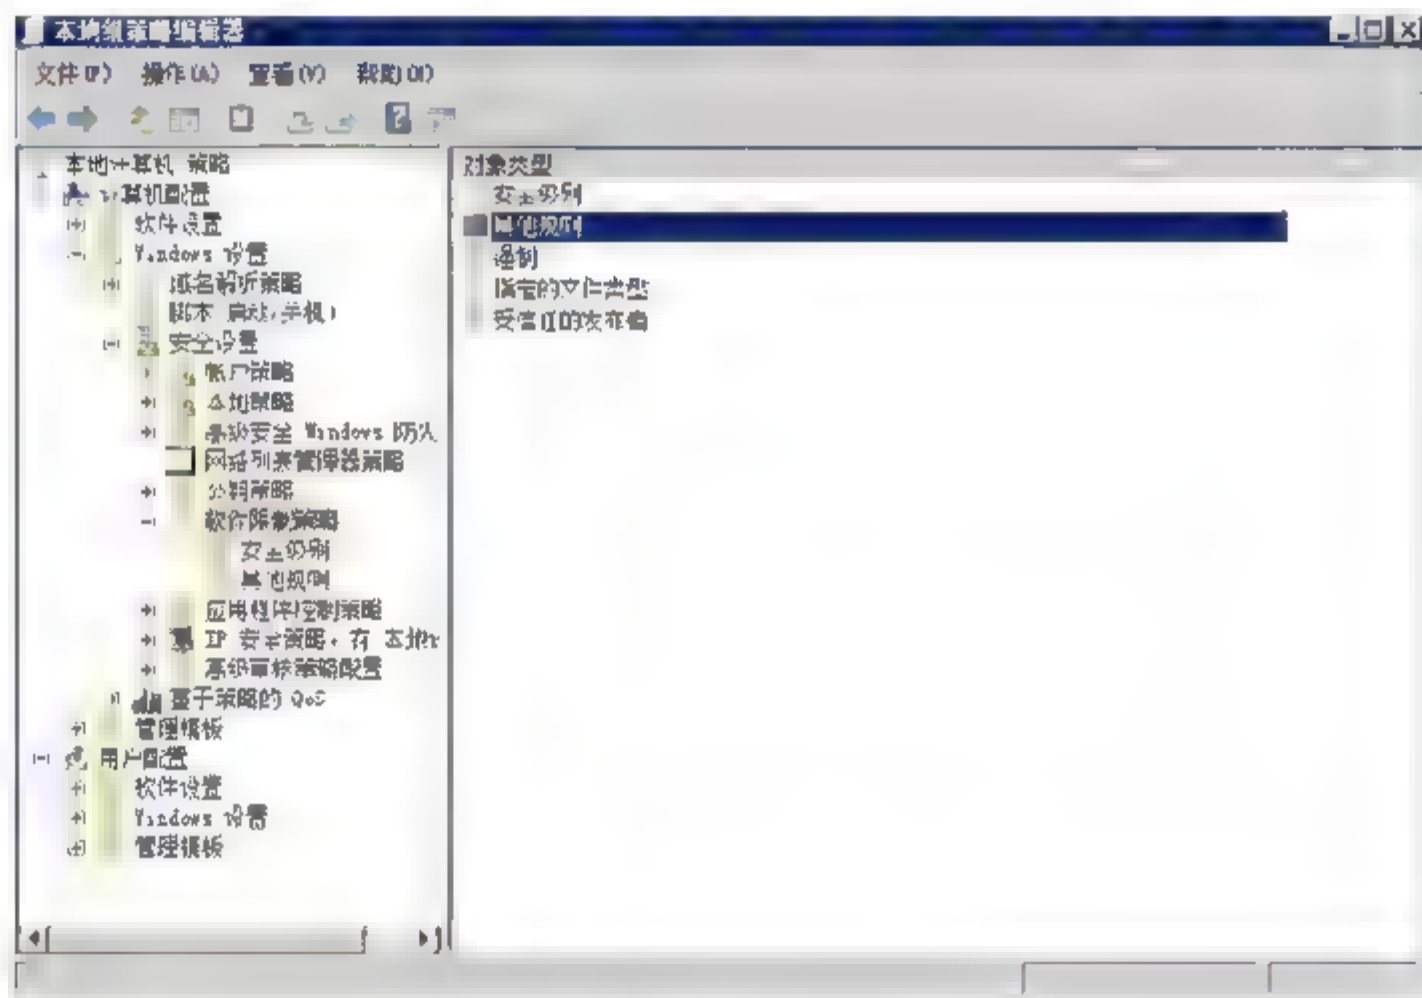 本地组策略编辑器
文件(F) 操作(A) 查看(V) 帮助(H)
本地计算机 策略
计算机配置
软件设置
Windows 设置
域名解析策略
脚本(启动/关机)
安全设置
帐户策略
本地策略
高级安全 Windows 防火
网络列表管理器策略
公钥策略
软件限制策略
安全级别
其他规则
应用程序控制策略
IP 安全策略，在 本地
高级审核策略配置
基于策略的 QoS
管理模板
用户配置
软件设置
Windows 设置
管理模板
对象类型
安全级别
其他规则
强制
指定的文件类型
受信任的发布者